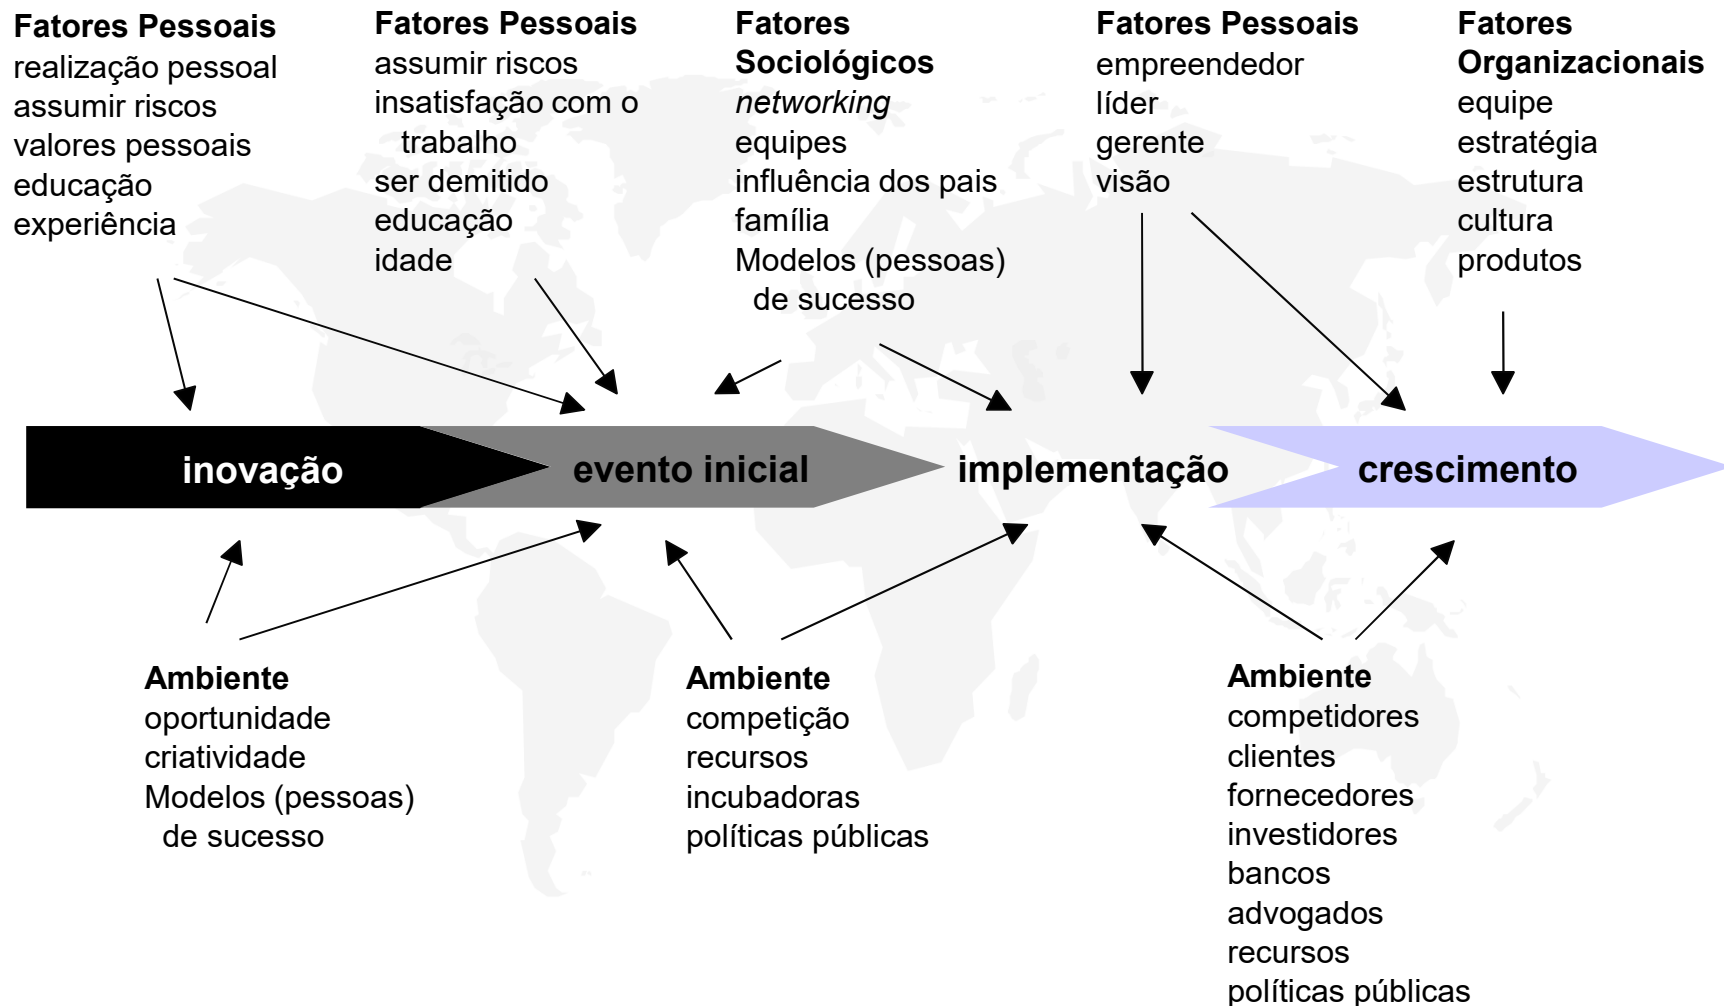 Fatores Pessoais
realização pessoal
assumir riscos
valores pessoais
educação
experiência
Fatores Pessoais
assumir riscos
insatisfação com o
trabalho
ser demitido
educação
idade
Fatores
Sociológicos
networking
equipes
influência dos pais
família
Modelos (pessoas)
de sucesso
Fatores Pessoais
empreendedor
líder
gerente
visão
Fatores
Organizacionais
equipe
estratégia
estrutura
cultura
produtos
inovação
evento inicial
implementação
crescimento
Ambiente
oportunidade
criatividade
Modelos (pessoas)
de sucesso
Ambiente
competição
recursos
incubadoras
políticas públicas
Ambiente
competidores
clientes
fornecedores
investidores
bancos
advogados
recursos
políticas públicas